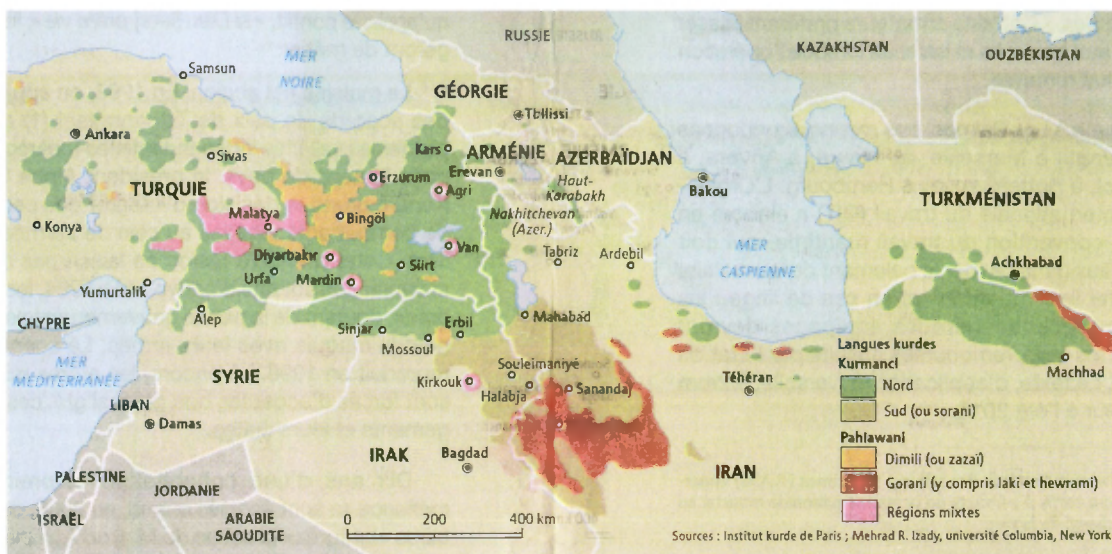 RUSSIE
KAZAKHSTAN
OUZBÉKISTAN
MER
NOIRE
Samsun
GÉORGIE
Tbilissi
Ankara
Sivas
Kars
ARMÉNIE
Erevan
AZERBAÏDJAN
Bakou
TURQUIE
Erzurum
Agri
Haut-
Karabakh
TURKMÉNISTAN
Konya
Malatya
Bingöl
Nakhitchevan
(Azer.)
Diyarbakır
Van
Tabriz
Ardebil
MER
CASPIENNE
Achkhabad
Urfa
Mardin
Siirt
Yumurtalik
Alep
Mahabad
CHYPRE
Sinjar
Erbil
Mossoul
Machhad
MER
MÉDITERRANÉE
SYRIE
Kirkouk
Souleimaniyé
Halabja
Sanandaj
Téhéran
LIBAN
Damas
IRAK
Bagdad
IRAN
PALESTINE
JORDANIE
ISRAËL
ARABIE
SAOUDITE
0 200 400 km
Langues kurdes
Kurmanci
Nord
Sud (ou sorani)
Pahlawani
Dimili (ou zazaï)
Gorani (y compris laki et hewrami)
Régions mixtes
Sources : Institut kurde de Paris ; Mehrad R. Izady, université Columbia, New York